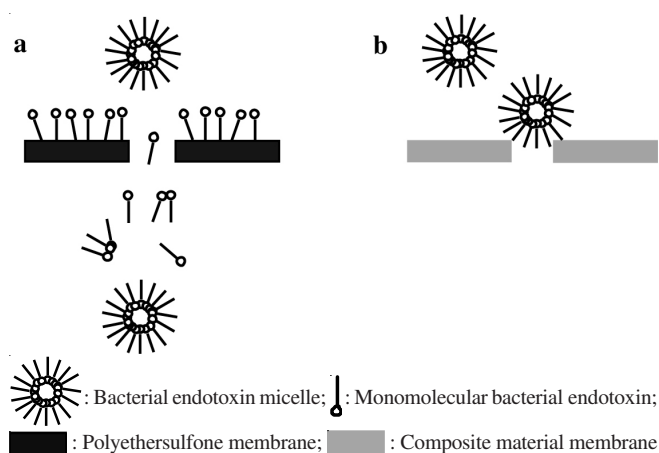 a
b
: Bacterial endotoxin micelle; : Monomolecular bacterial endotoxin;
: Polyethersulfone membrane; : Composite material membrane